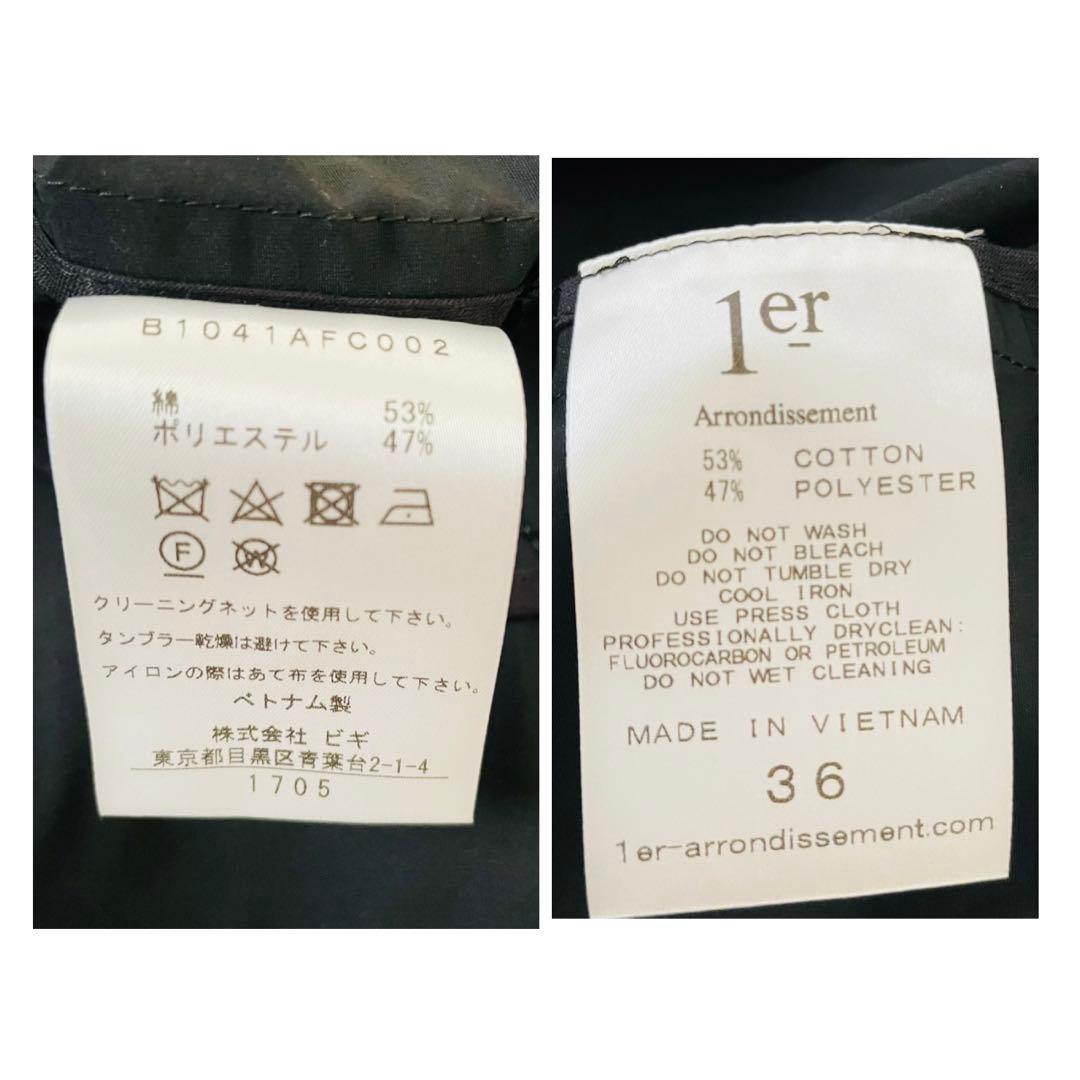 B1041AFC002
綿 53%
ポリエステル 47%
F
W
クリーニングネットを使用して下さい。
タンブラー乾燥は避けて下さい。
アイロンの際はあて布を使用して下さい。
ベトナム製
株式会社 ビギ
東京都目黒区青葉台2-1-4
1705
1er
Arrondissement
53% COTTON
47% POLYESTER
DO NOT WASH
DO NOT BLEACH
DO NOT TUMBLE DRY
COOL IRON
USE PRESS CLOTH
PROFESSIONALLY DRYCLEAN:
FLUOROCARBON OR PETROLEUM
DO NOT WET CLEANING
MADE IN VIETNAM
36
1er-arrondissement.com